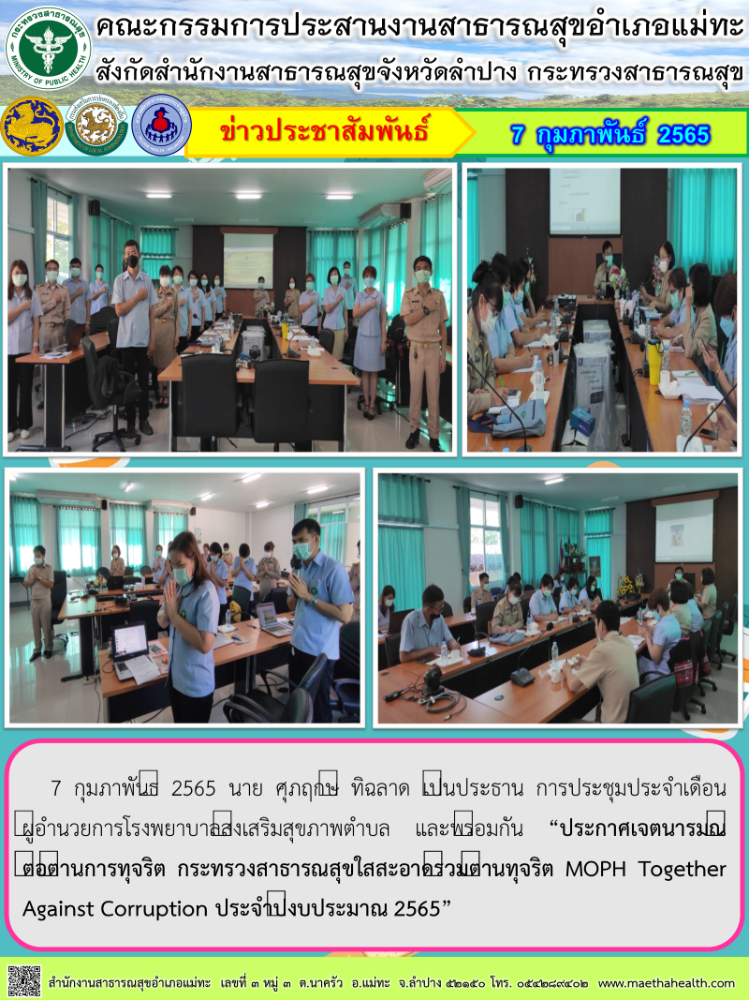 คณะกรรมการประสานงานสาธารณสุขอำเภอแม่ทะ
สังกัดสำนักงานสาธารณสุขจังหวัดลำปาง กระทรวงสาธารณสุข
กระทรวงสาธารณสุข
MINISTRY OF PUBLIC HEALTH
ข่าวประชาสัมพันธ์
7 กุมภาพันธ์ 2565
7 กุมภาพันธ์ 2565 นาย ศุภฤกษ์ ทิฉลาด เป็นประธาน การประชุมประจำเดือน
ผู้อำนวยการโรงพยาบาลส่งเสริมสุขภาพตำบล และพร้อมกัน “ประกาศเจตนารมณ์
ต่อต้านการทุจริต กระทรวงสาธารณสุขใสสะอาดร่วมต้านทุจริต MOPH Together
Against Corruption ประจำปีงบประมาณ 2565”
สำนักงานสาธารณสุขอำเภอแม่ทะ เลขที่ ๓ หมู่ ๓ ต.นาครัว อ.แม่ทะ จ.ลำปาง ๕๒๑๕๐ โทร. ๐๕๔๒๘๙๔๐๒ www.maethahealth.com